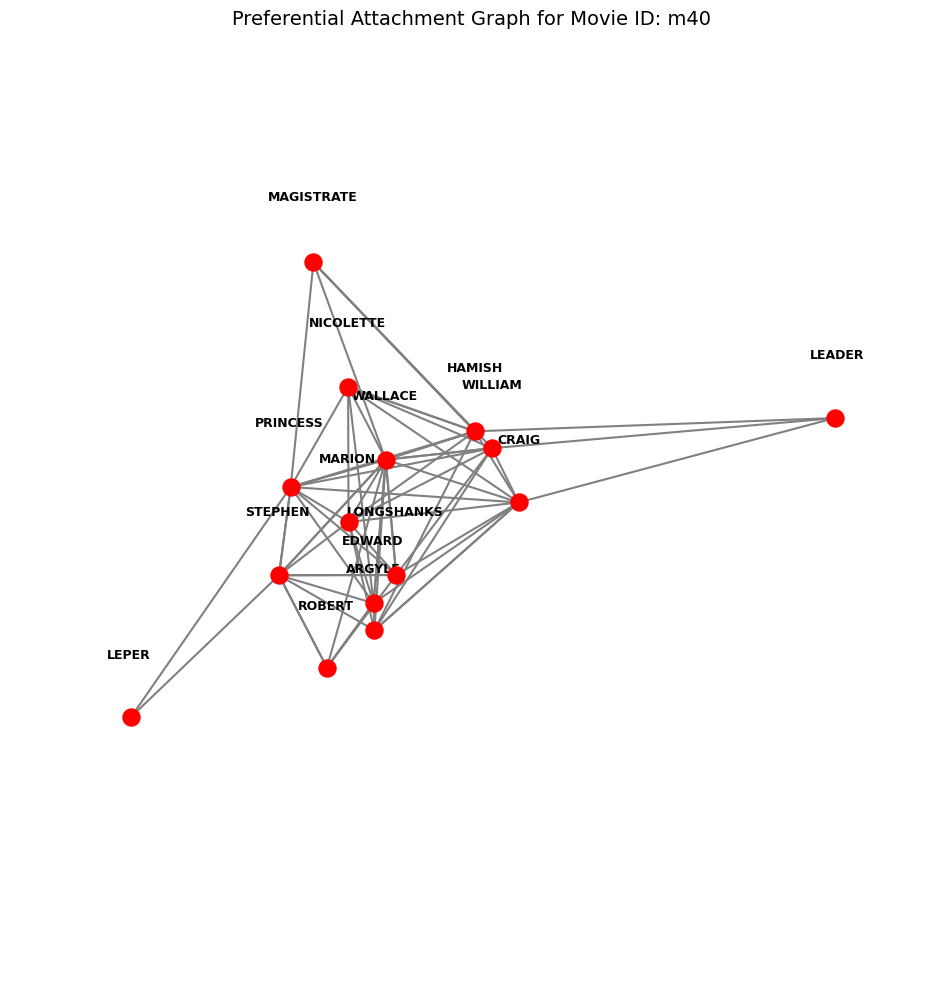 Preferential Attachment Graph for Movie ID: m40
MAGISTRATE
NICOLETTE
LEADER
HAMISH
WILLIAM
WALLACE
PRINCESS
CRAIG
MARION
STEPHEN
LONGSHANKS
EDWARD
ARGYLE
ROBERT
LEPER